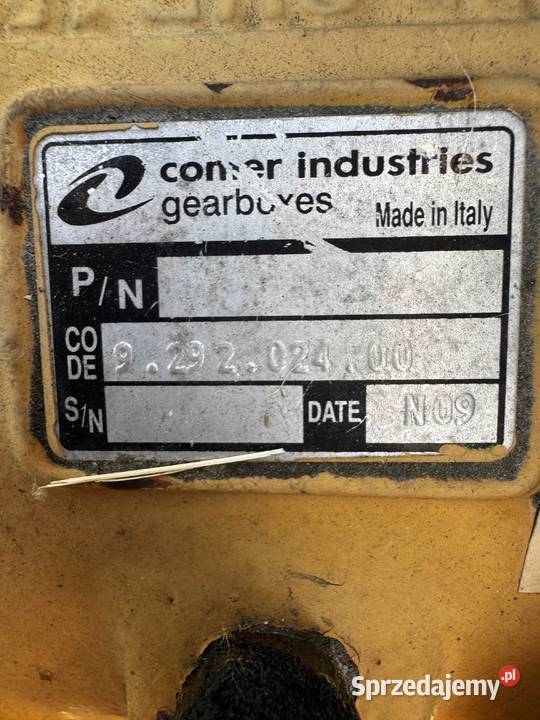 comer industries
gearboxes
Made in Italy
P/N
CO
DE
9.292.024.00
S/N
DATE
N09
Sprzedajemy.pl